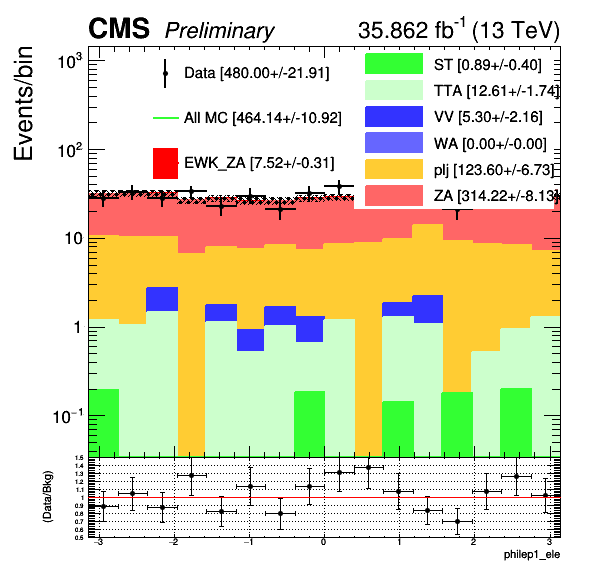 CMS Preliminary 35.862 fb⁻¹ (13 TeV)
Events/bin
10³
10²
10
1
10⁻¹
Data [480.00+/-21.91]
All MC [464.14+/-10.92]
EWK_ZA [7.52+/-0.31]
ST [0.89+/-0.40]
TTA [12.61+/-1.74]
VV [5.30+/-2.16]
WA [0.00+/-0.00]
plj [123.60+/-6.73]
ZA [314.22+/-8.13]
(Data/Bkg)
1.5
1.4
1.3
1.2
1.1
1
0.9
0.8
0.7
0.6
0.5
−3 −2 −1 0 1 2 3
philep1_ele